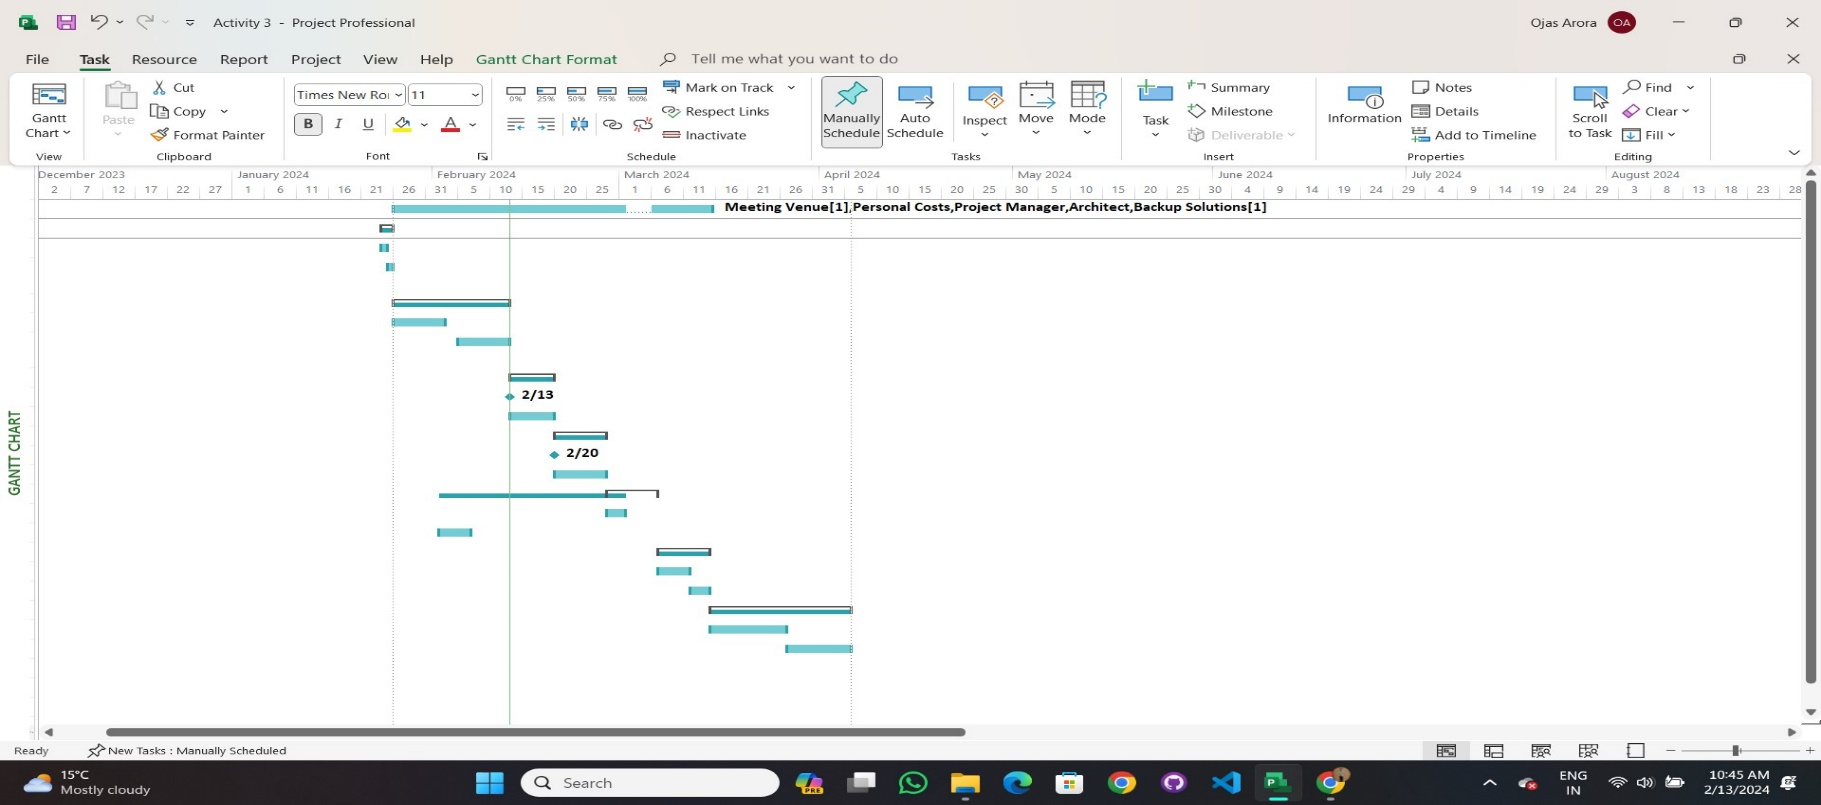 Activity 3 - Project Professional
Ojas Arora
OA
File Task Resource Report Project View Help Gantt Chart Format Tell me what you want to do
Gantt Chart
View
Paste
Cut
Copy
Format Painter
Clipboard
Times New Ror 11
B I U A
Font
0% 25% 50% 75% 100%
Mark on Track
Respect Links
Inactivate
Schedule
Manually Schedule
Auto Schedule
Inspect
Move
Mode
Tasks
Task
Summary
Milestone
Deliverable
Insert
Information
Notes
Details
Add to Timeline
Properties
Scroll to Task
Find
Clear
Fill
Editing
December 2023 January 2024 February 2024 March 2024 April 2024 May 2024 June 2024 July 2024 August 2024
2 7 12 17 22 27 1 6 11 16 21 26 31 5 10 15 20 25 1 6 11 16 21 26 31 5 10 15 20 25 30 5 10 15 20 25 30 4 9 14 19 24 29 4 9 14 19 24 29 3 8 13 18 23 28
Meeting Venue[1],Personal Costs,Project Manager,Architect,Backup Solutions[1]
2/13
2/20
GANTT CHART
Ready New Tasks : Manually Scheduled
15°C
Mostly cloudy
Search
PRE
ENG
IN
10:45 AM
2/13/2024